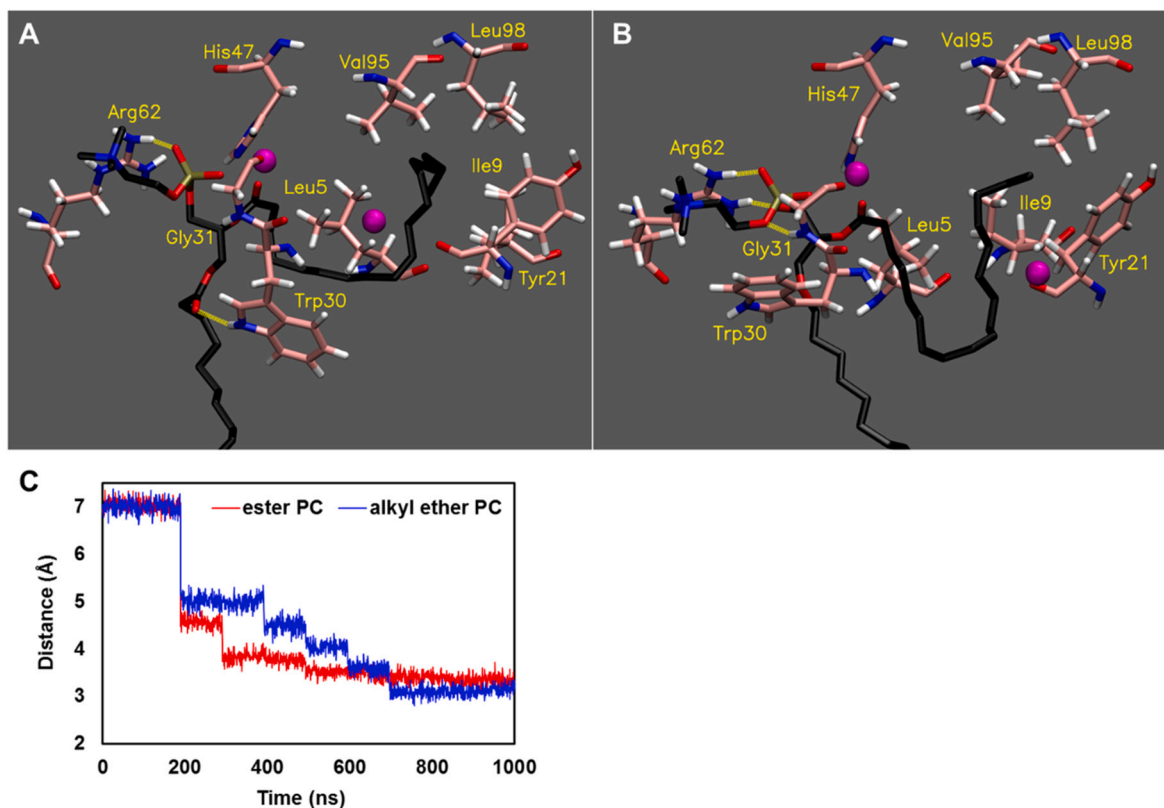 A
His47
Val95
Leu98
Arg62
Leu5
Ile9
Gly31
Tyr21
Trp30
B
Val95
Leu98
His47
Arg62
Ile9
Gly31
Leu5
Tyr21
Trp30
C
ester PC
alkyl ether PC
7
6
5
4
3
2
Distance (Å)
0 200 400 600 800 1000
Time (ns)